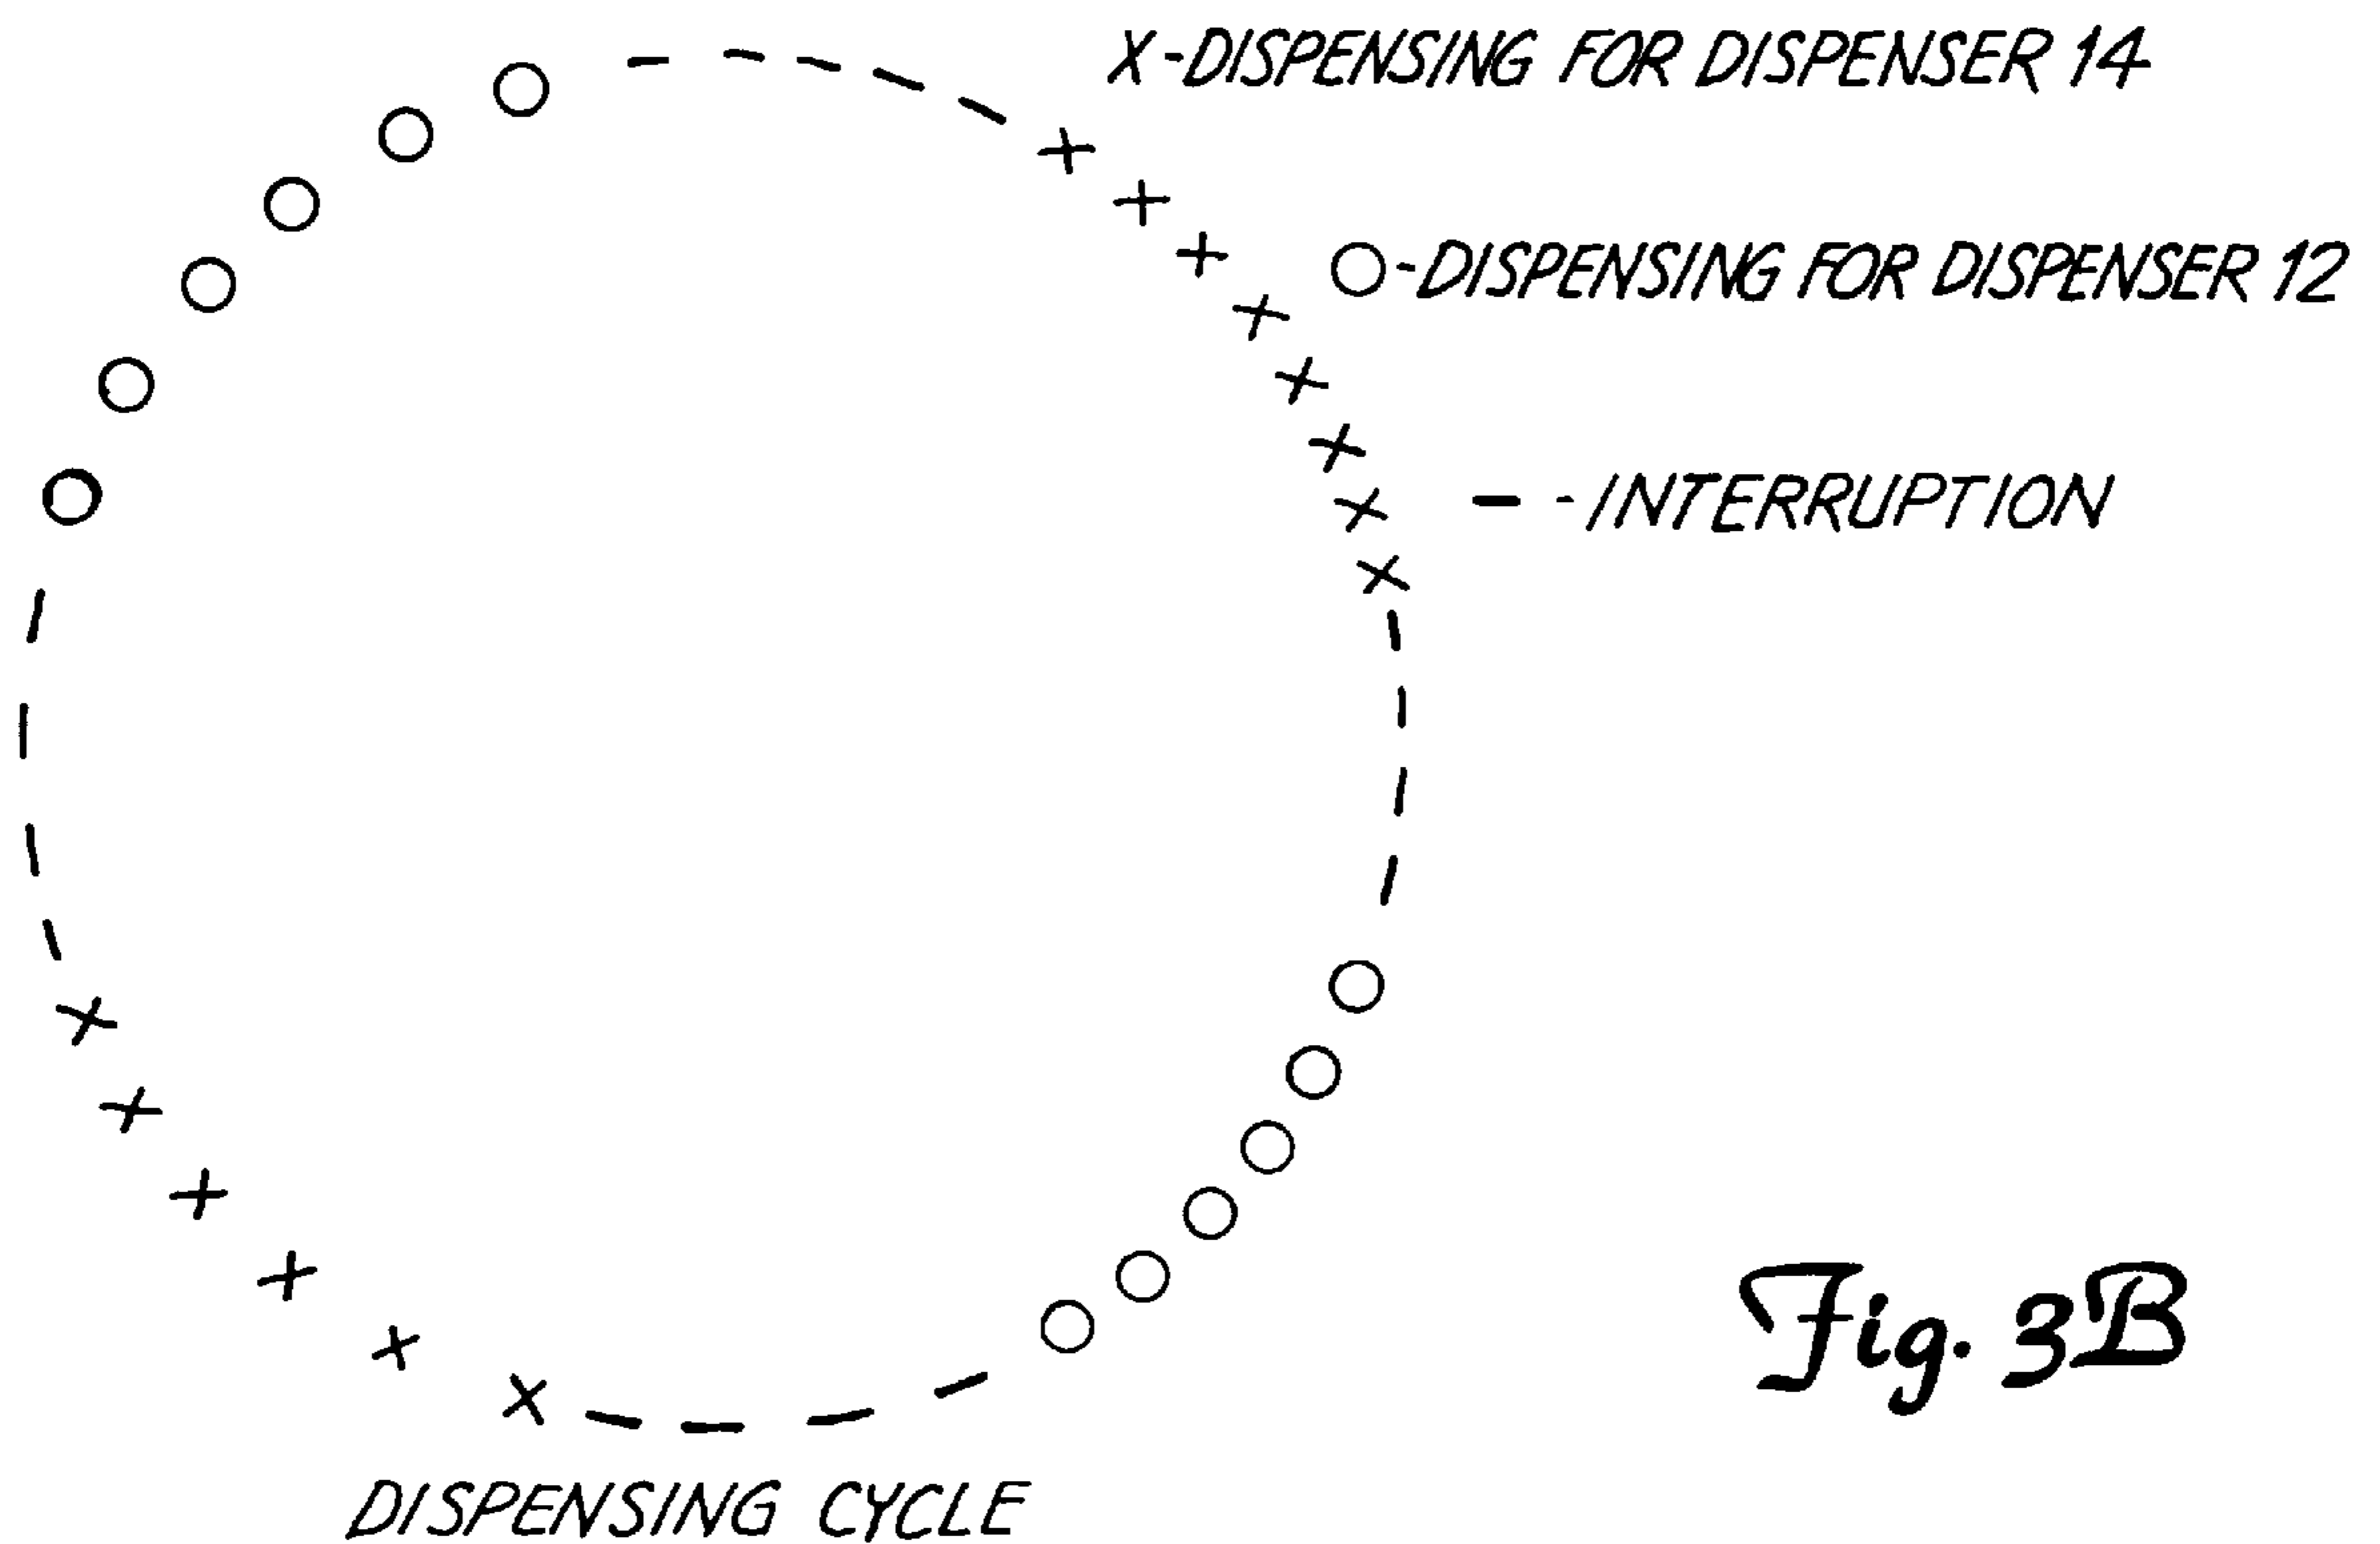 X-DISPENSING FOR DISPENSER 14
O-DISPENSING FOR DISPENSER 12
- -INTERRUPTION
Fig. 3B
DISPENSING CYCLE